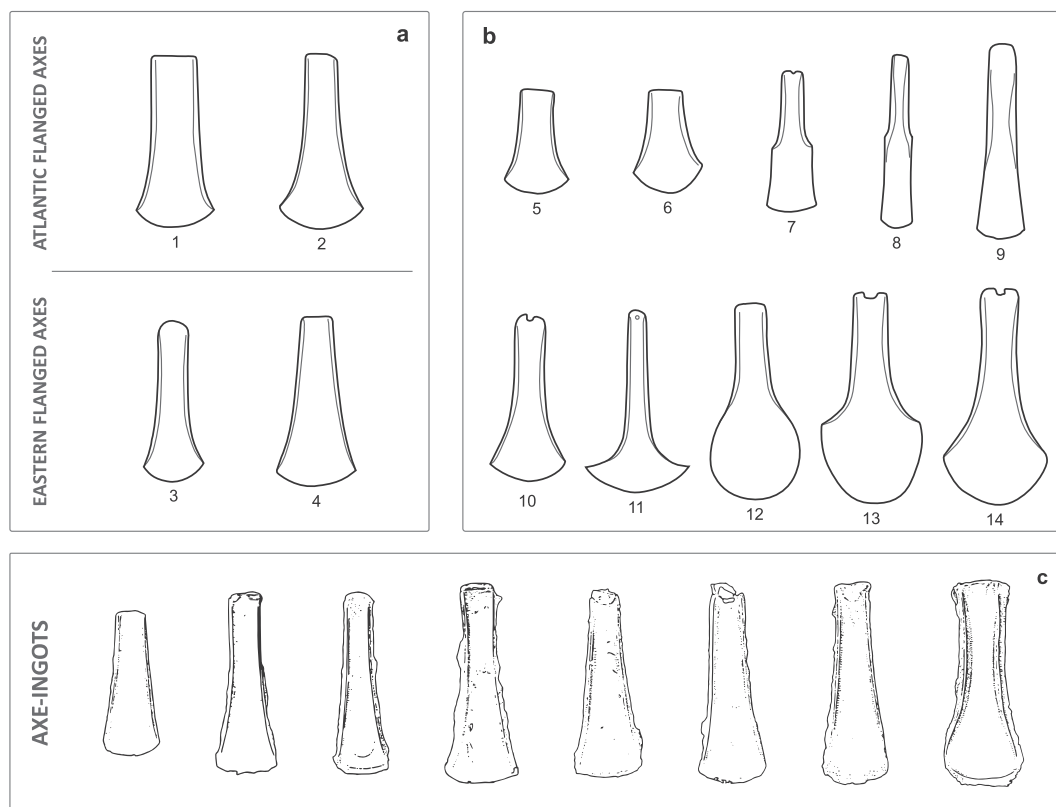 a
ATLANTIC FLANGED AXES
1 2
EASTERN FLANGED AXES
3 4
b
5 6 7 8 9
10 11 12 13 14
c
AXE-INGOTS